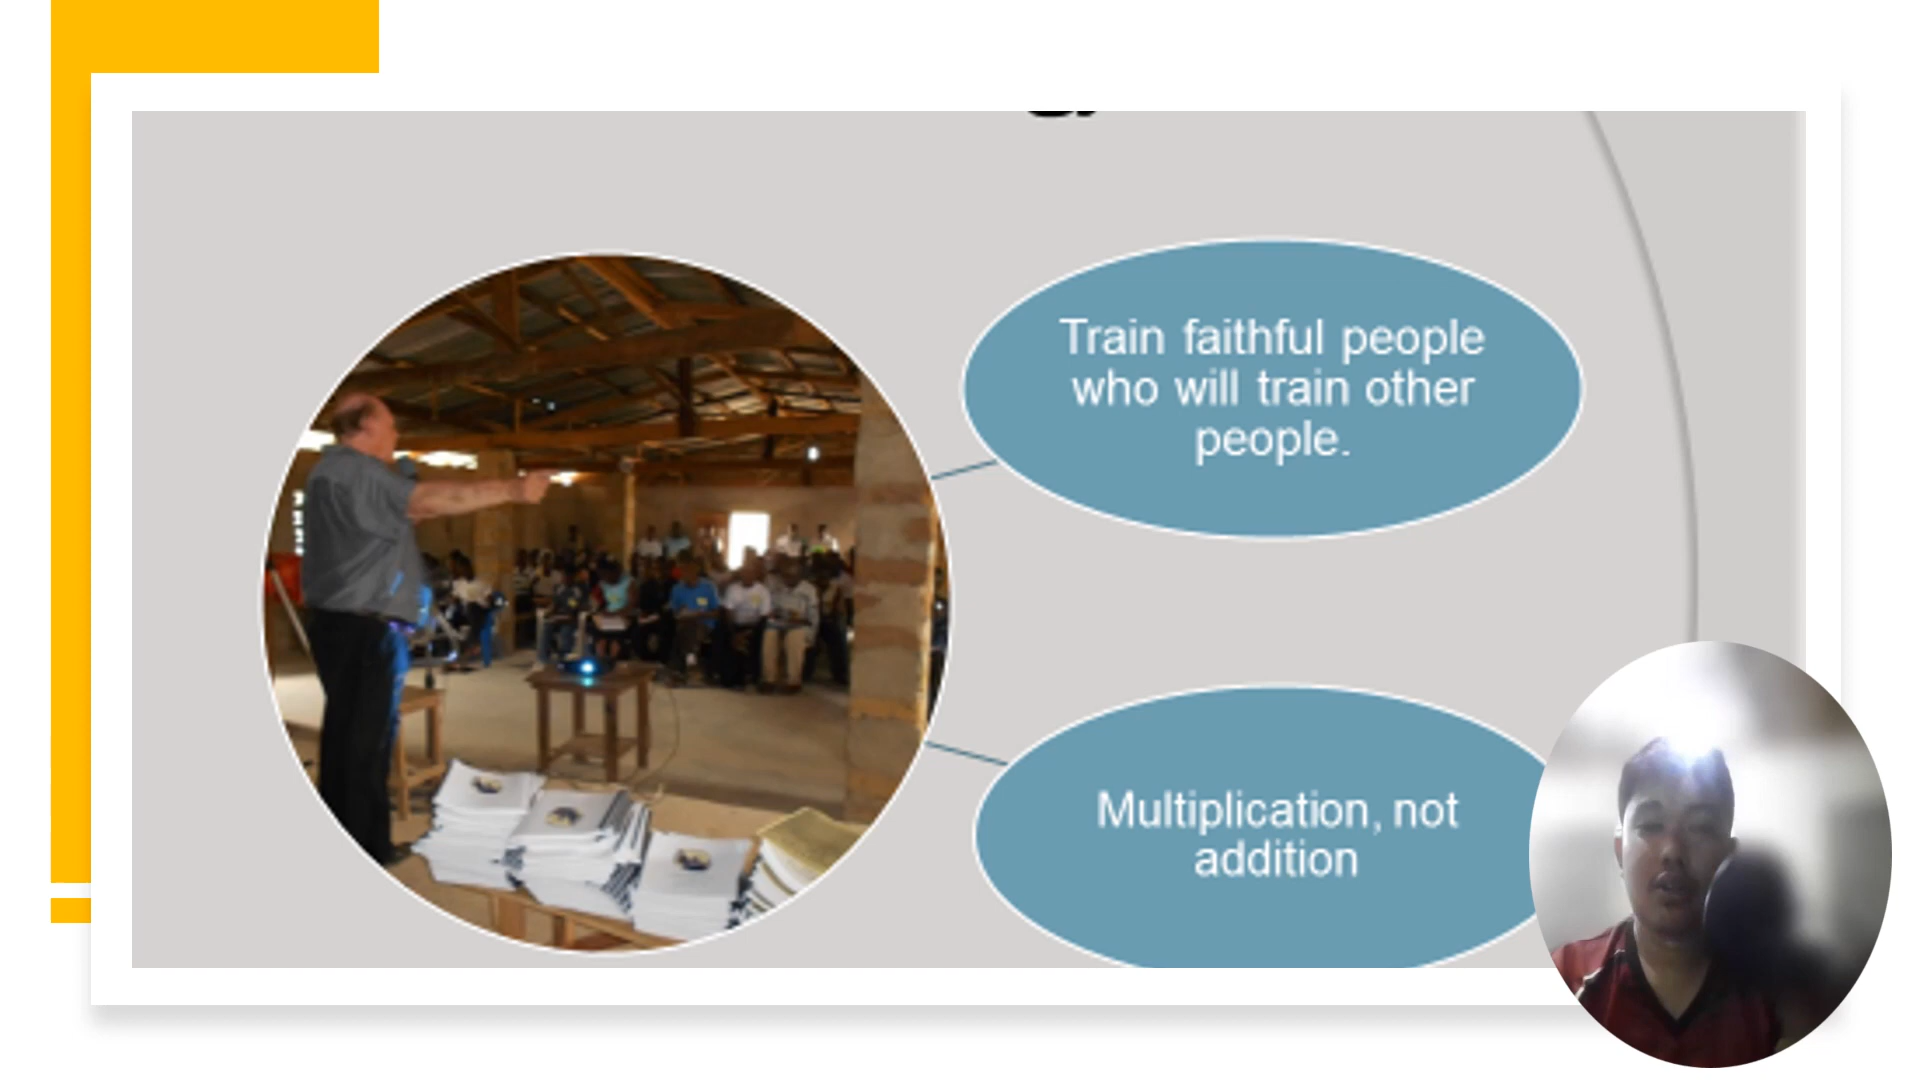 Train faithful people
who will train other
people.
Multiplication, not
addition